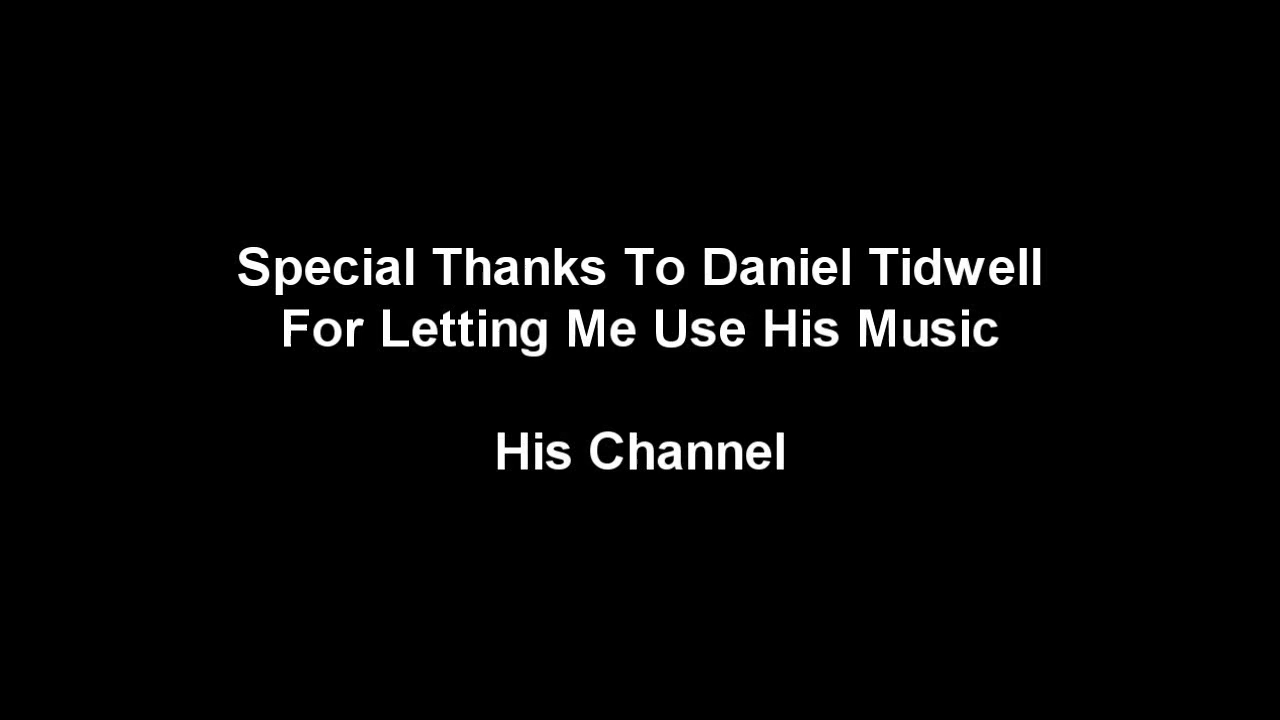 Special Thanks To Daniel Tidwell
For Letting Me Use His Music
His Channel